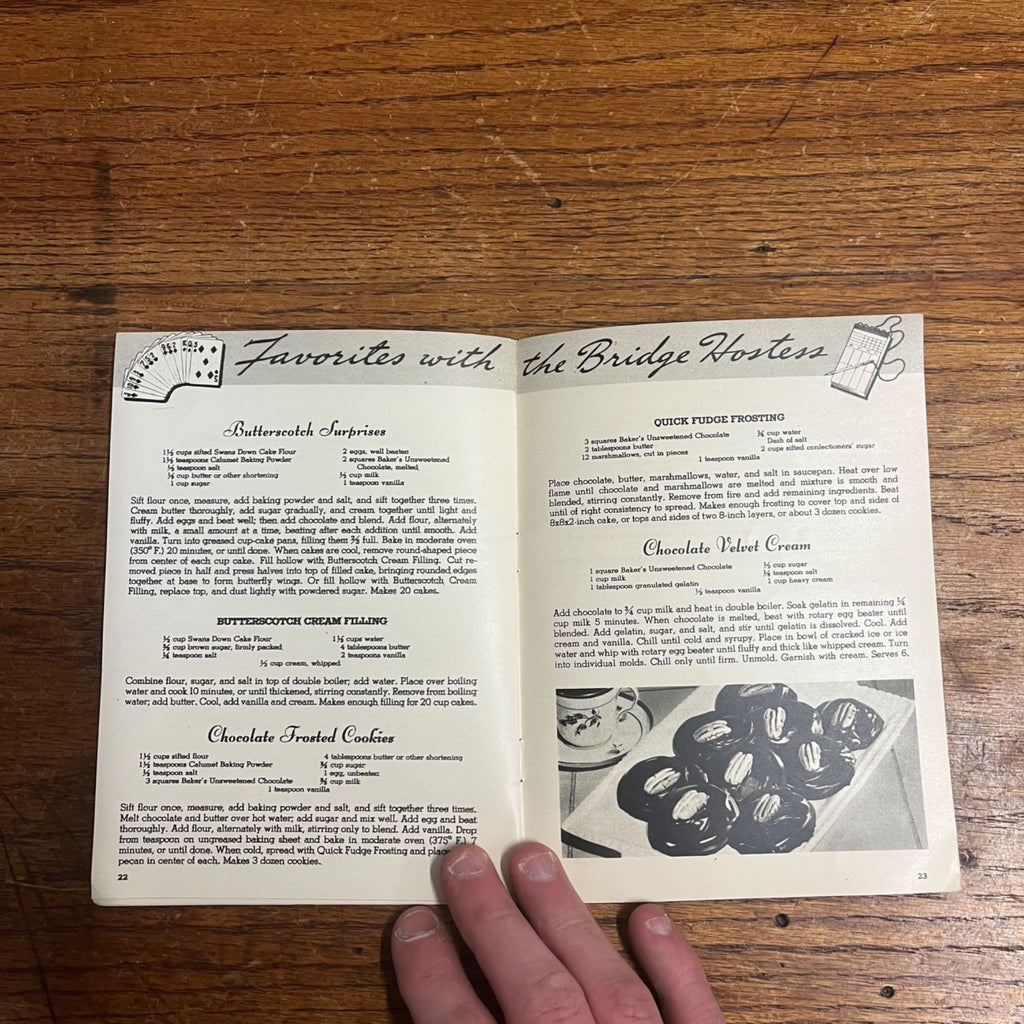 Favorites with the Bridge Hostess
Butterscotch Surprises
1½ cups sifted Swans Down Cake Flour
1½ teaspoons Calumet Baking Powder
½ teaspoon salt
½ cup butter or other shortening
1 cup sugar
2 eggs, well beaten
2 squares Baker's Unsweetened
Chocolate, melted
½ cup milk
1 teaspoon vanilla
Sift flour once, measure, add baking powder and salt, and sift together three times.
Cream butter thoroughly, add sugar gradually, and cream together until light and
fluffy. Add eggs and beat well; then add chocolate and blend. Add flour, alternately
with milk, a small amount at a time, beating after each addition until smooth. Add
vanilla. Turn into greased cup-cake pans, filling them ⅔ full. Bake in moderate oven
(350° F.) 20 minutes, or until done. When cakes are cool, remove round-shaped piece
from center of each cup cake. Fill hollow with Butterscotch Cream Filling. Cut re-
moved piece in half and press halves into top of filled cake, bringing rounded edges
together at base to form butterfly wings. Or fill hollow with Butterscotch Cream
Filling, replace top, and dust lightly with powdered sugar. Makes 20 cakes.
BUTTERSCOTCH CREAM FILLING
cup Swans Down Cake Flour
cup brown sugar, firmly packed
¼ teaspoon salt
1½ cups water
4 tablespoons butter
2 teaspoons vanilla
½ cup cream, whipped
Combine flour, sugar, and salt in top of double boiler; add water. Place over boiling
water and cook 10 minutes, or until thickened, stirring constantly. Remove from boiling
water; add butter. Cool, add vanilla and cream. Makes enough filling for 20 cup cakes.
Chocolate Frosted Cookies
1½ cups sifted flour
1½ teaspoons Calumet Baking Powder
½ teaspoon salt
3 squares Baker's Unsweetened Chocolate
4 tablespoons butter or other shortening
cup sugar
1 egg, unbeaten
cup milk
1 teaspoon vanilla
Sift flour once, measure, add baking powder and salt, and sift together three times.
Melt chocolate and butter over hot water; add sugar and mix well. Add egg and beat
thoroughly. Add flour, alternately with milk, stirring only to blend. Add vanilla. Drop
from teaspoon on ungreased baking sheet and bake in moderate oven (375° F.) 7
minutes, or until done. When cold, spread with Quick Fudge Frosting and
pecan in center of each. Makes 3 dozen cookies.
22
QUICK FUDGE FROSTING
3 squares Baker's Unsweetened Chocolate
2 tablespoons butter
12 marshmallows, cut in pieces
¼ cup water
Dash of salt
2 cups sifted confectioners' sugar
1 teaspoon vanilla
Place chocolate, butter, marshmallows, water, and salt in saucepan. Heat over low
flame until chocolate and marshmallows are melted and mixture is smooth and
blended, stirring constantly. Remove from fire and add remaining ingredients. Beat
until of right consistency to spread. Makes enough frosting to cover top and sides of
8x8x2-inch cake, or tops and sides of two 8-inch layers, or about 3 dozen cookies.
Chocolate Velvet Cream
1 square Baker's Unsweetened Chocolate
1 cup milk
1 tablespoon granulated gelatin
½ cup sugar
⅛ teaspoon salt
1 cup heavy cream
½ teaspoon vanilla
Add chocolate to ¾ cup milk and heat in double boiler. Soak gelatin in remaining ¼
cup milk 5 minutes. When chocolate is melted, beat with rotary egg beater until
blended. Add gelatin, sugar, and salt, and stir until gelatin is dissolved. Cool. Add
cream and vanilla. Chill until cold and syrupy. Place in bowl of cracked ice or ice
water and whip with rotary egg beater until fluffy and thick like whipped cream. Turn
into individual molds. Chill only until firm. Unmold. Garnish with cream. Serves 6.
23